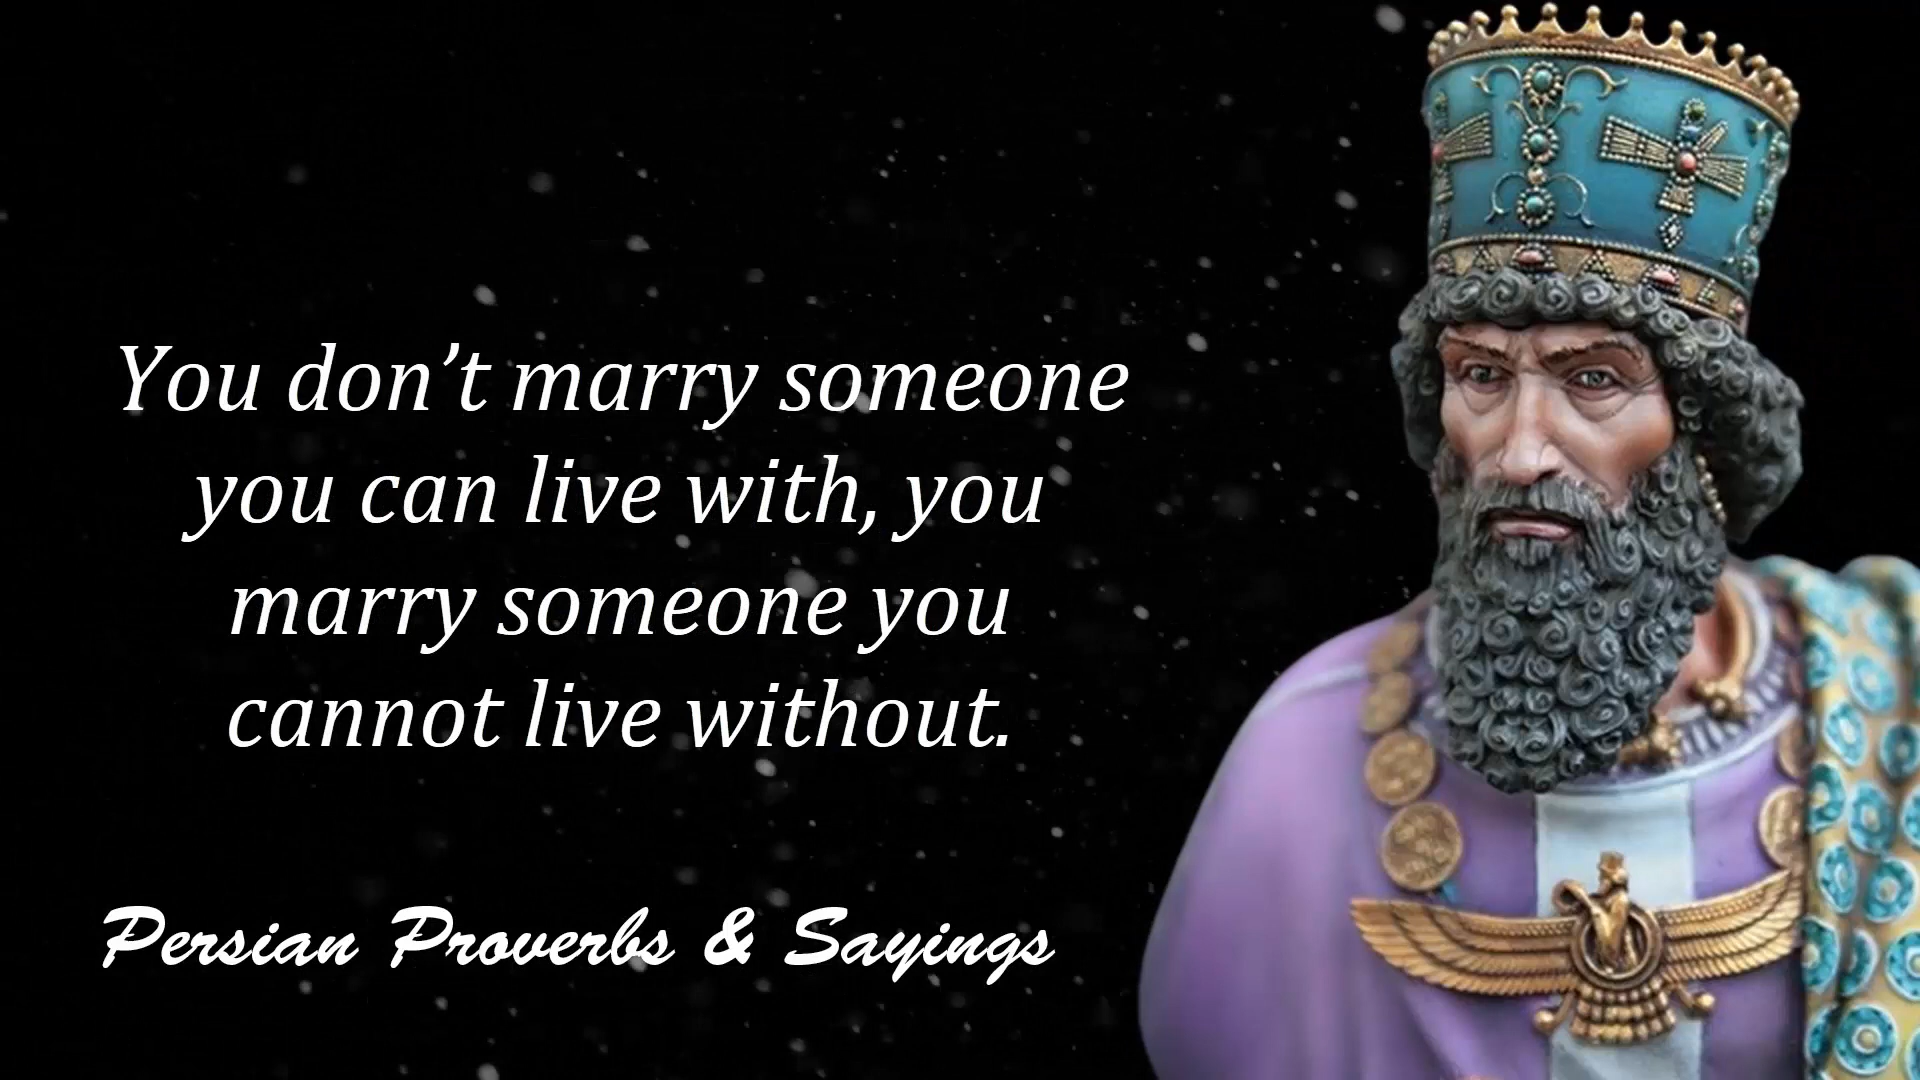 You don’t marry someone
you can live with, you
marry someone you
cannot live without.
Persian Proverbs & Sayings